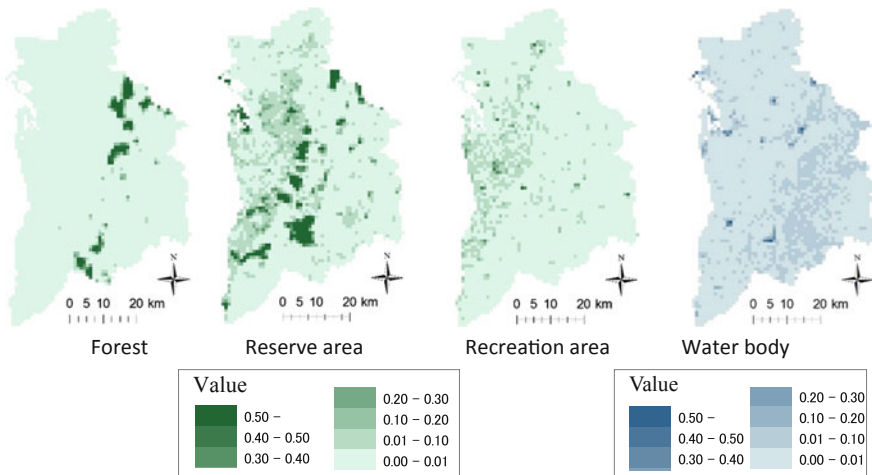 N
N
N
N
0 5 10 20 km
0 5 10 20 km
0 5 10 20 km
0 5 10 20 km
Forest
Reserve area
Recreation area
Water body
Value
0.50 -
0.40 - 0.50
0.30 - 0.40
0.20 - 0.30
0.10 - 0.20
0.01 - 0.10
0.00 - 0.01
Value
0.50 -
0.40 - 0.50
0.30 - 0.40
0.20 - 0.30
0.10 - 0.20
0.01 - 0.10
0.00 - 0.01